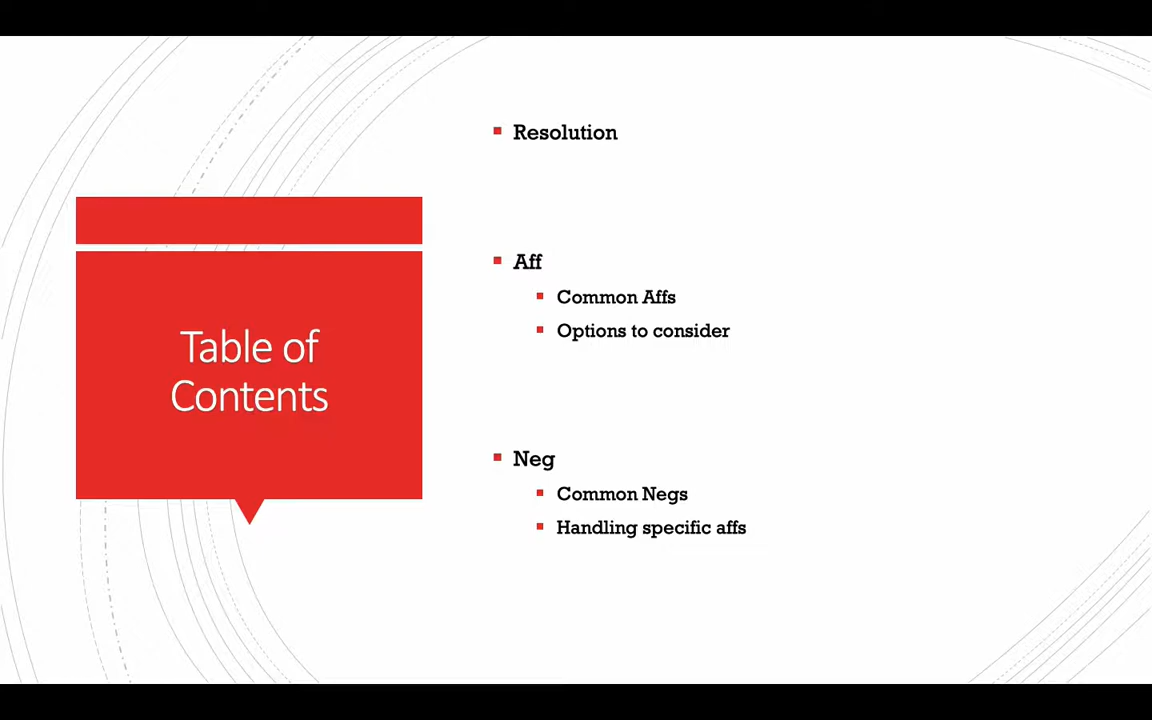 Table of
Contents
Resolution
Aff
Common Affs
Options to consider
Neg
Common Negs
Handling specific affs